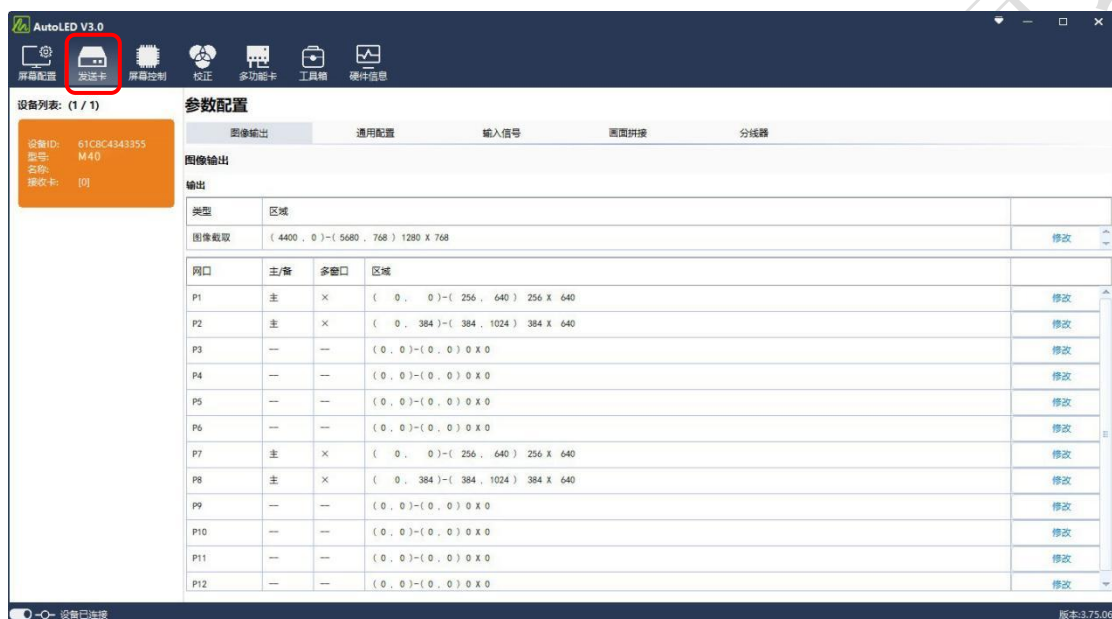 AutoLED V3.0
屏幕配置 发送卡 屏幕控制 校正 多功能卡 工具箱 硬件信息
设备列表: (1 / 1)
设备ID: 61C8C4343355
型号: M40
名称:
接收卡: [0]
参数配置
图像输出 通用配置 输入信号 画面拼接 分线器
图像输出
输出
类型 区域
图像截取 ( 4400 , 0 )-( 5680 , 768 ) 1280 X 768 修改
网口 主/备 多窗口 区域
P1 主 × ( 0 , 0 )-( 256 , 640 ) 256 X 640 修改
P2 主 × ( 0 , 384 )-( 384 , 1024 ) 384 X 640 修改
P3 — — ( 0 , 0 )-( 0 , 0 ) 0 X 0 修改
P4 — — ( 0 , 0 )-( 0 , 0 ) 0 X 0 修改
P5 — — ( 0 , 0 )-( 0 , 0 ) 0 X 0 修改
P6 — — ( 0 , 0 )-( 0 , 0 ) 0 X 0 修改
P7 主 × ( 0 , 0 )-( 256 , 640 ) 256 X 640 修改
P8 主 × ( 0 , 384 )-( 384 , 1024 ) 384 X 640 修改
P9 — — ( 0 , 0 )-( 0 , 0 ) 0 X 0 修改
P10 — — ( 0 , 0 )-( 0 , 0 ) 0 X 0 修改
P11 — — ( 0 , 0 )-( 0 , 0 ) 0 X 0 修改
P12 — — ( 0 , 0 )-( 0 , 0 ) 0 X 0 修改
设备已连接 版本:3.75.06